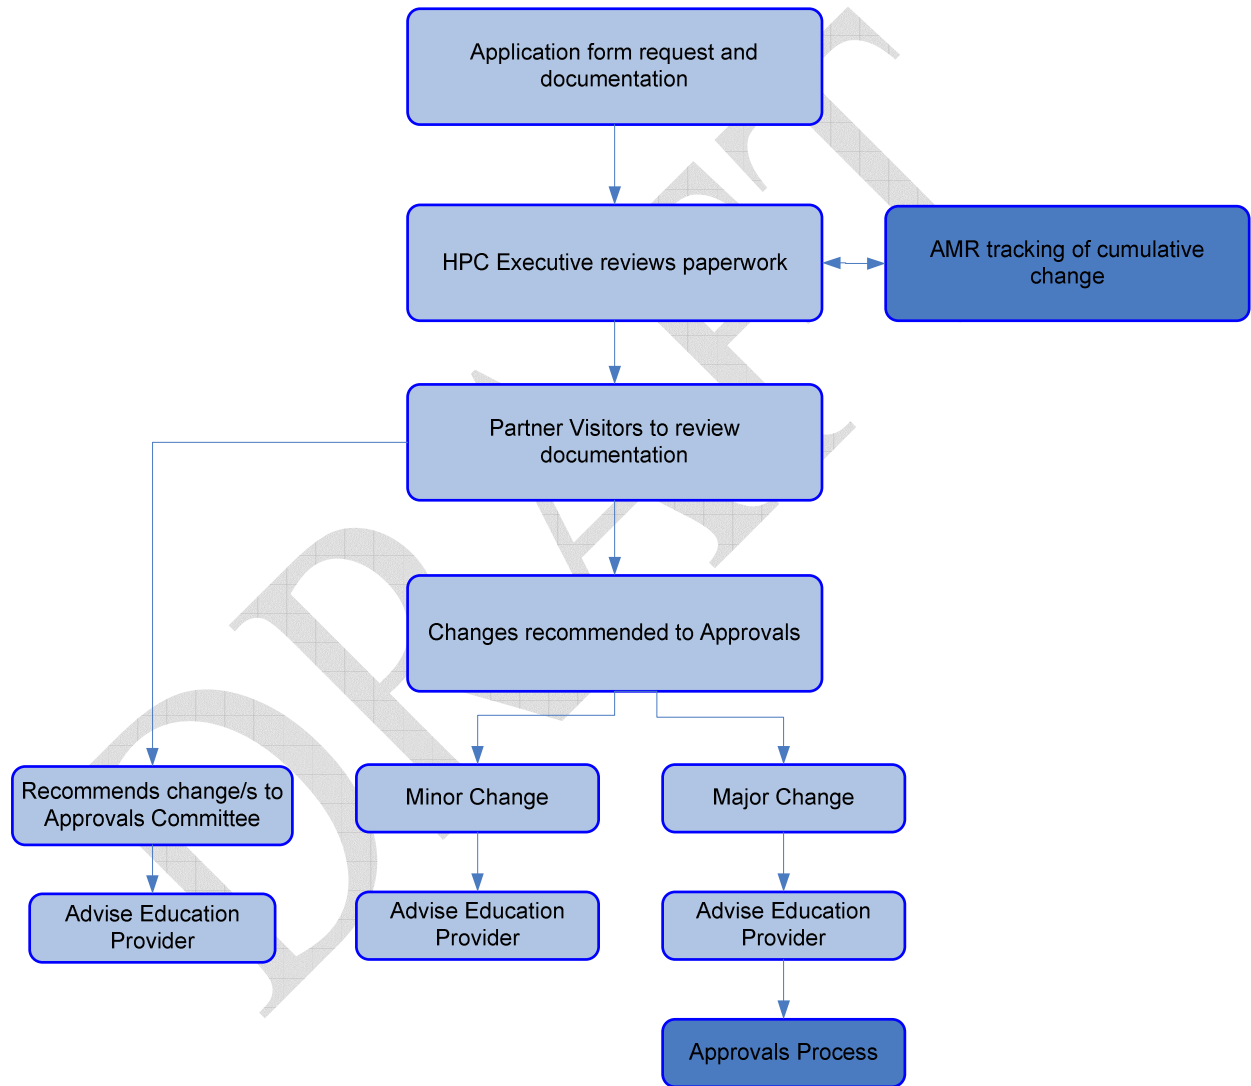 Application form request and
documentation
HPC Executive reviews paperwork
AMR tracking of cumulative
change
Partner Visitors to review
documentation
Changes recommended to Approvals
Recommends change/s to
Approvals Committee
Minor Change
Major Change
Advise Education
Provider
Advise Education
Provider
Advise Education
Provider
Approvals Process
DRAFT